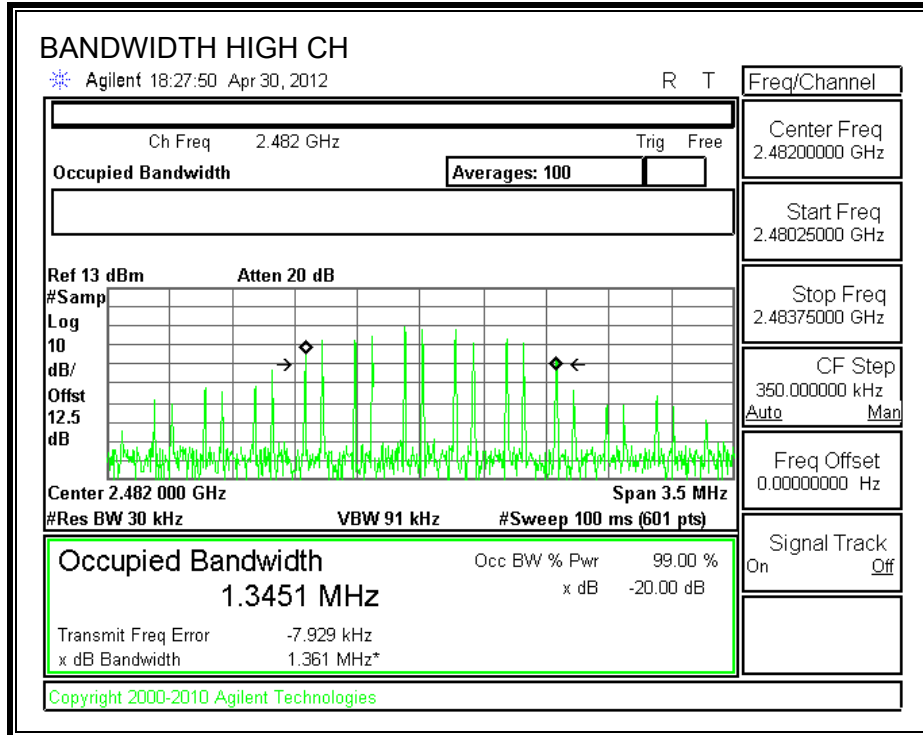 BANDWIDTH HIGH CH
Agilent 18:27:50 Apr 30, 2012 R T
Freq/Channel
Ch Freq 2.482 GHz Trig Free
Occupied Bandwidth Averages: 100
Ref 13 dBm Atten 20 dB
#Samp
Log
10
dB/
Offst
12.5
dB
Center 2.482 000 GHz Span 3.5 MHz
#Res BW 30 kHz VBW 91 kHz #Sweep 100 ms (601 pts)
Occupied Bandwidth Occ BW % Pwr 99.00 %
1.3451 MHz x dB -20.00 dB
Transmit Freq Error -7.929 kHz
x dB Bandwidth 1.361 MHz*
Copyright 2000-2010 Agilent Technologies
Center Freq
2.48200000 GHz
Start Freq
2.48025000 GHz
Stop Freq
2.48375000 GHz
CF Step
350.000000 kHz
Auto Man
Freq Offset
0.00000000 Hz
Signal Track
On Off